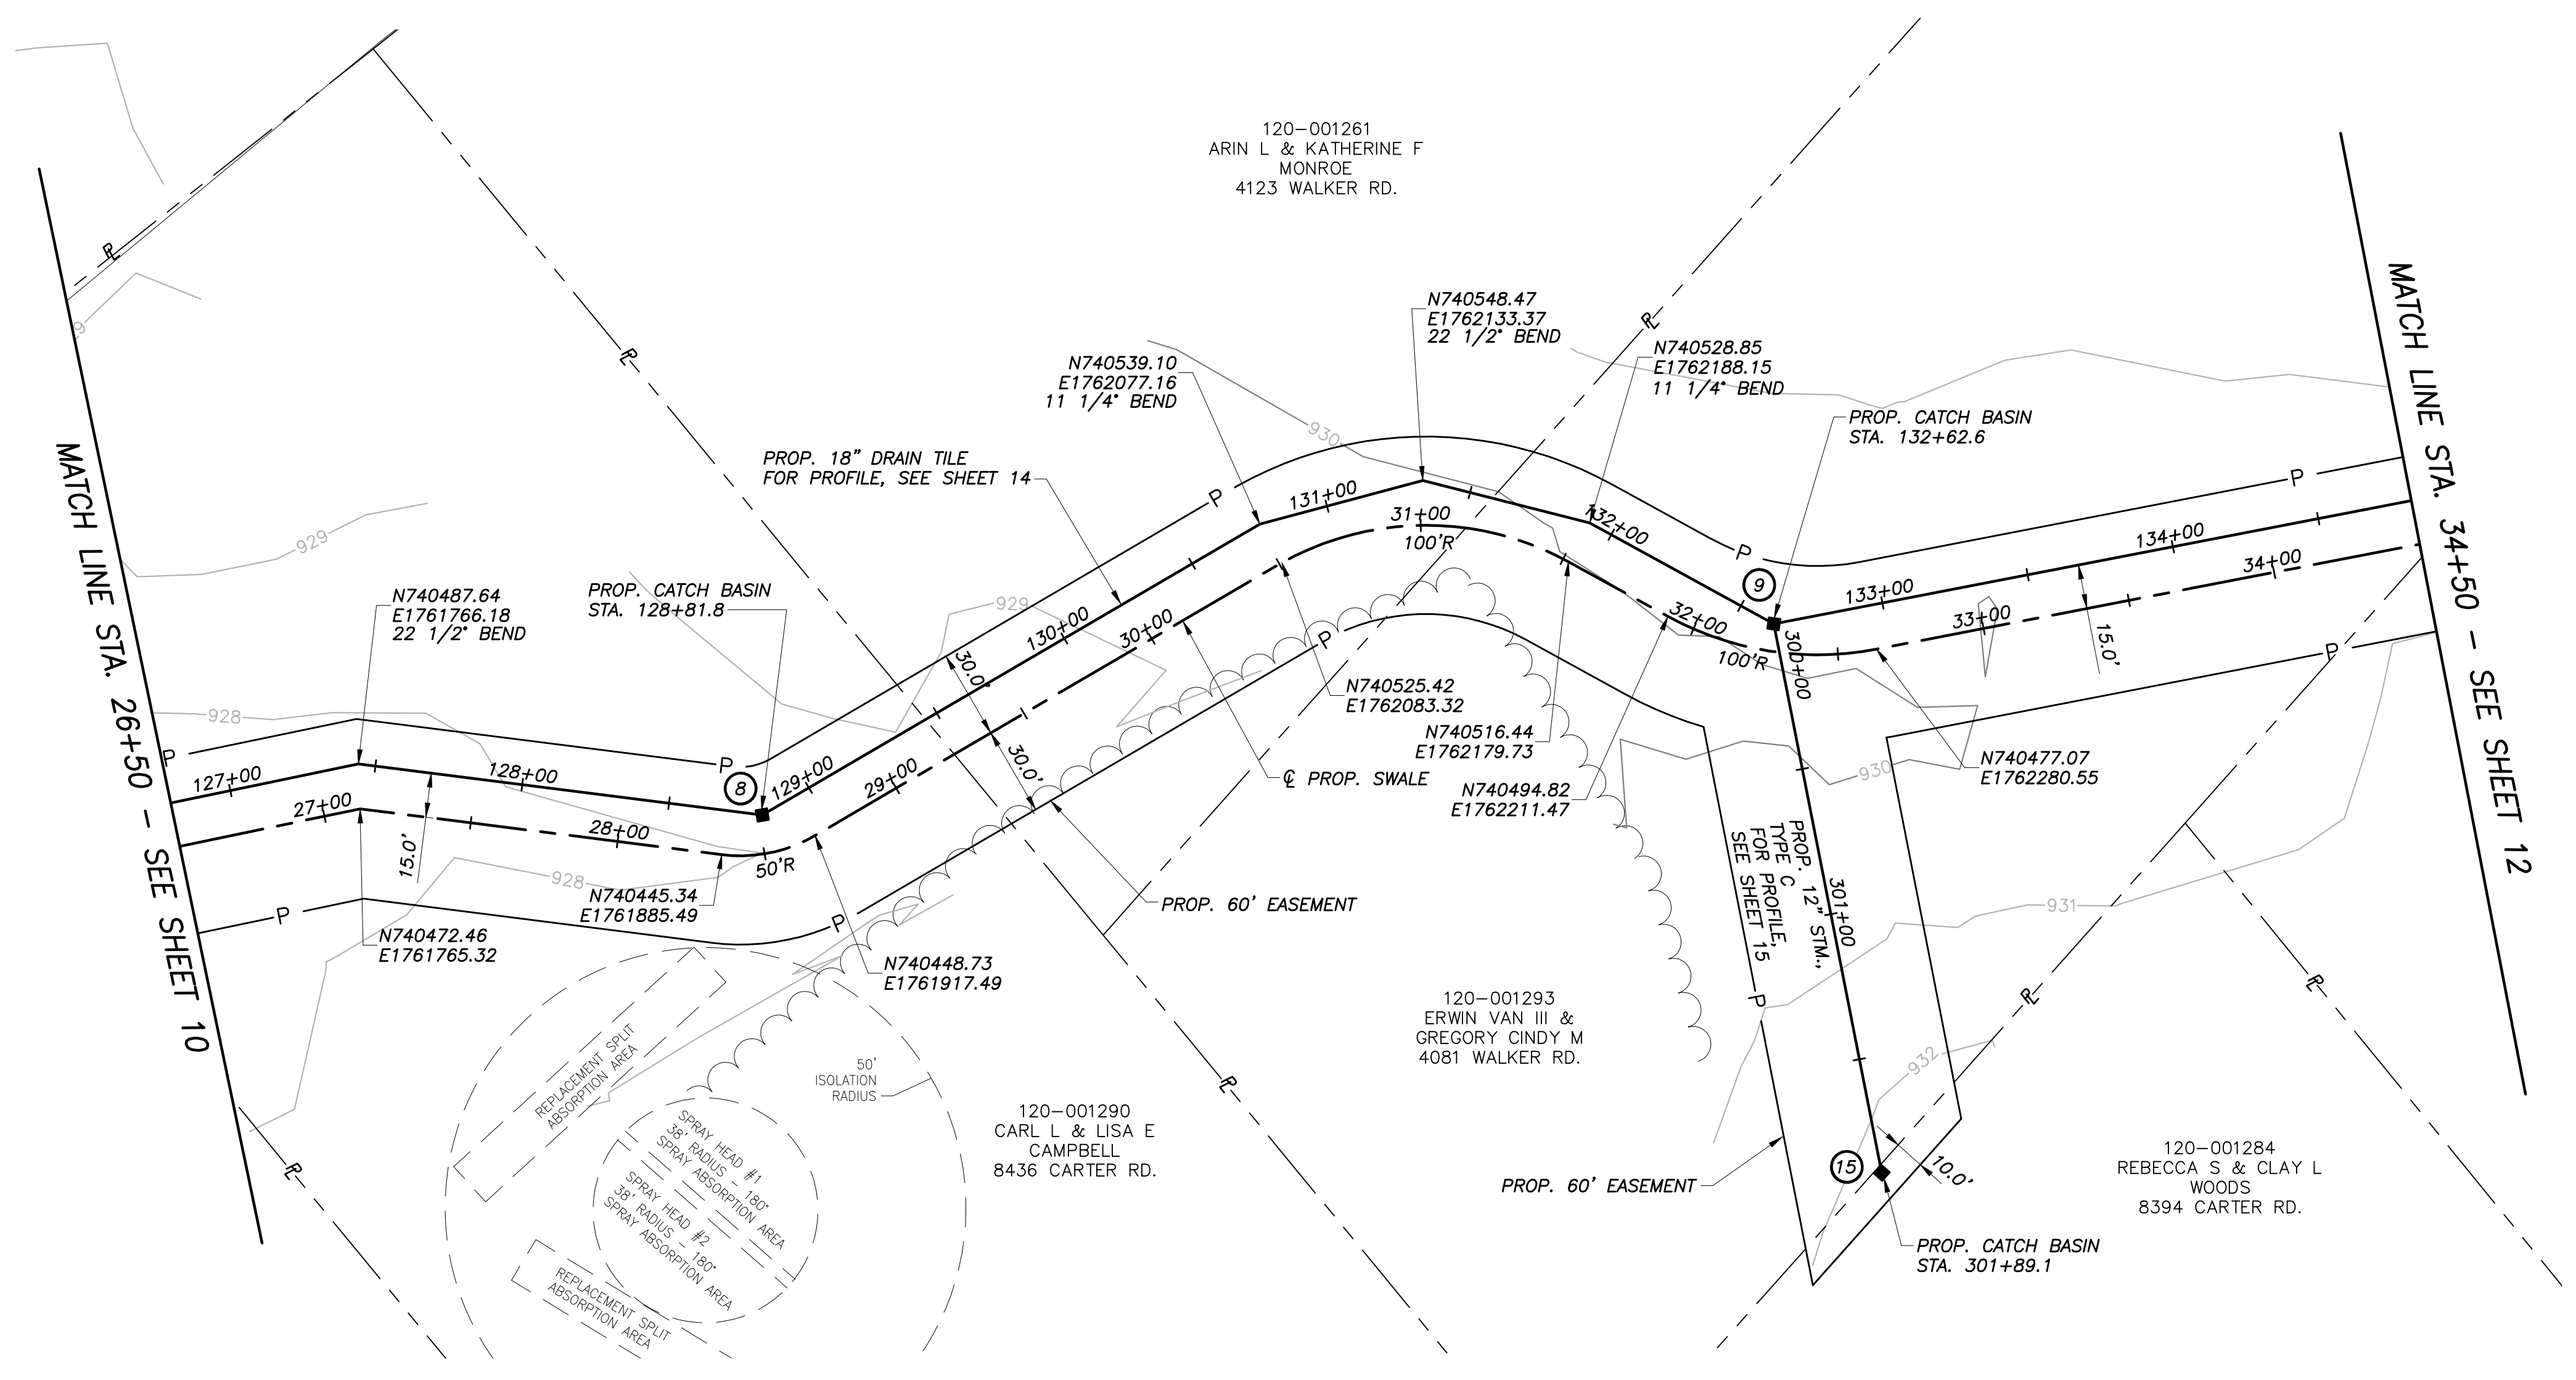 120-001261
ARIN L & KATHERINE F
MONROE
4123 WALKER RD.
MATCH LINE STA. 26+50 - SEE SHEET 10
MATCH LINE STA. 34+50 - SEE SHEET 12
N740548.47
E1762133.37
22 1/2° BEND
N740539.10
E1762077.16
11 1/4° BEND
N740528.85
E1762188.15
11 1/4° BEND
PROP. CATCH BASIN
STA. 132+62.6
PROP. 18" DRAIN TILE
FOR PROFILE, SEE SHEET 14
N740487.64
E1761766.18
22 1/2° BEND
PROP. CATCH BASIN
STA. 128+81.8
127+00
128+00
129+00
130+00
131+00
132+00
133+00
134+00
27+00
28+00
29+00
30+00
31+00
32+00
33+00
34+00
300+00
301+00
8
9
15
50'R
100'R
100'R
15.0'
15.0'
30.0'
30.0'
10.0'
P
P
P
P
P
P
P
P
P
P
℄ PROP. SWALE
N740525.42
E1762083.32
N740516.44
E1762179.73
N740494.82
E1762211.47
N740477.07
E1762280.55
N740445.34
E1761885.49
N740472.46
E1761765.32
N740448.73
E1761917.49
PROP. 60' EASEMENT
PROP. 12" STM.,
TYPE C
FOR PROFILE,
SEE SHEET 15
929
929
928
928
930
930
931
932
9
120-001293
ERWIN VAN III &
GREGORY CINDY M
4081 WALKER RD.
120-001290
CARL L & LISA E
CAMPBELL
8436 CARTER RD.
120-001284
REBECCA S & CLAY L
WOODS
8394 CARTER RD.
PROP. 60' EASEMENT
PROP. CATCH BASIN
STA. 301+89.1
50'
ISOLATION
RADIUS
REPLACEMENT SPLIT
ABSORPTION AREA
SPRAY HEAD #1
38' RADIUS - 180°
SPRAY ABSORPTION AREA
SPRAY HEAD #2
38' RADIUS - 180°
SPRAY ABSORPTION AREA
REPLACEMENT SPLIT
ABSORPTION AREA
PL
PL
PL
PL
PL
PL
PL